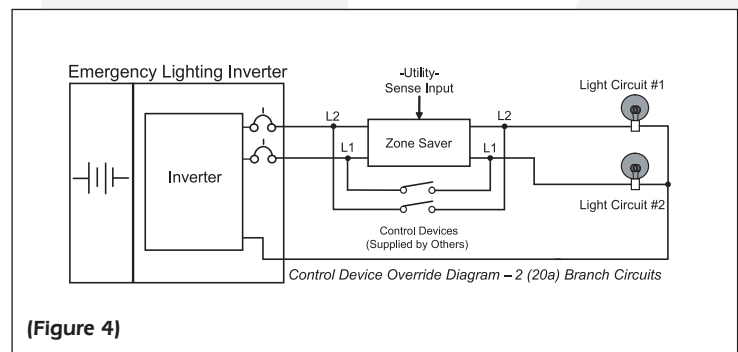 Emergency Lighting Inverter
-Utility-
Sense Input
Light Circuit #1
L2
L2
L1
Zone Saver
L1
Inverter
Light Circuit #2
Control Devices
(Supplied by Others)
Control Device Override Diagram – 2 (20a) Branch Circuits
(Figure 4)